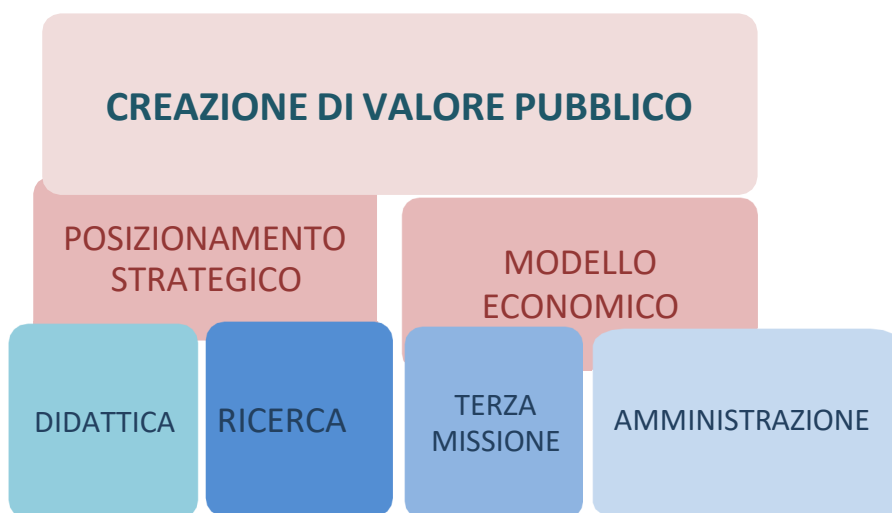 CREAZIONE DI VALORE PUBBLICO
POSIZIONAMENTO
STRATEGICO
MODELLO
ECONOMICO
DIDATTICA
RICERCA
TERZA
MISSIONE
AMMINISTRAZIONE